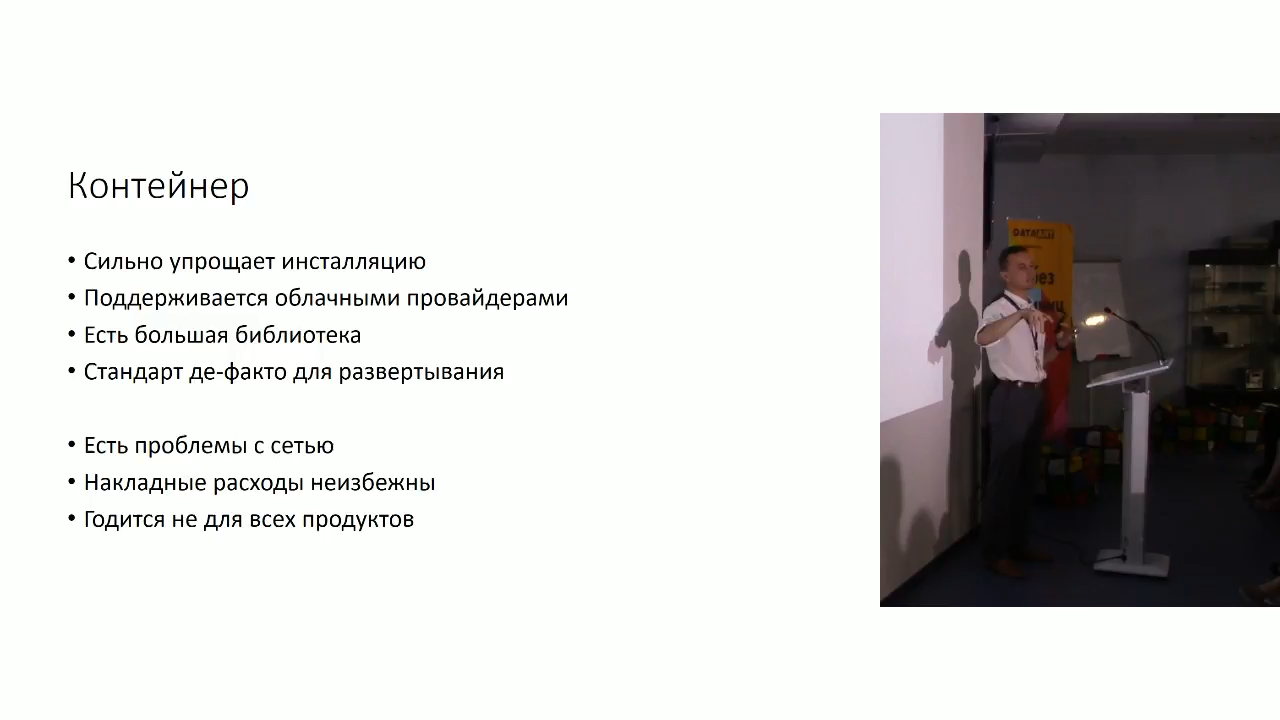 Контейнер
• Сильно упрощает инсталляцию
• Поддерживается облачными провайдерами
• Есть большая библиотека
• Стандарт де-факто для развертывания
• Есть проблемы с сетью
• Накладные расходы неизбежны
• Годится не для всех продуктов
DATAART